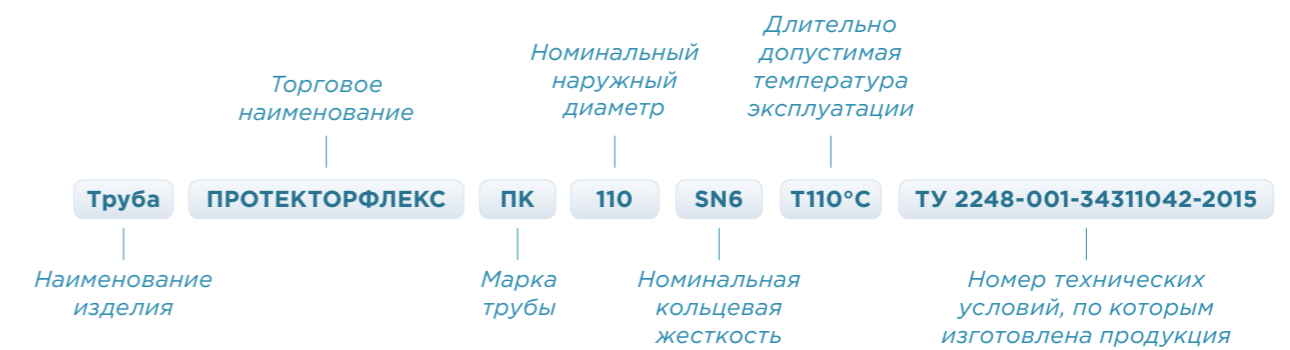 Длительно
допустимая
температура
эксплуатации
Номинальный
наружный
диаметр
Торговое
наименование
Труба ПРОТЕКТОРФЛЕКС ПК 110 SN6 T110°C ТУ 2248-001-34311042-2015
Наименование
изделия
Марка
трубы
Номинальная
кольцевая
жесткость
Номер технических
условий, по которым
изготовлена продукция